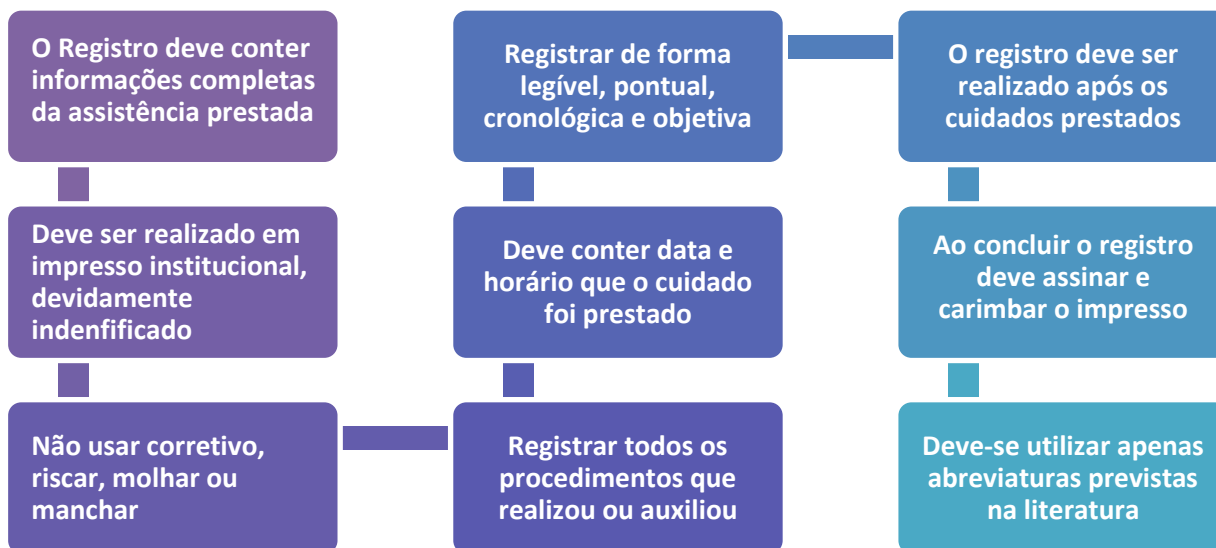 O Registro deve conter
informações completas
da assistência prestada
Deve ser realizado em
impresso institucional,
devidamente
indenfificado
Não usar corretivo,
riscar, molhar ou
manchar
Registrar todos os
procedimentos que
realizou ou auxiliou
Deve conter data e
horário que o cuidado
foi prestado
Registrar de forma
legível, pontual,
cronológica e objetiva
O registro deve ser
realizado após os
cuidados prestados
Ao concluir o registro
deve assinar e
carimbar o impresso
Deve-se utilizar apenas
abreviaturas previstas
na literatura